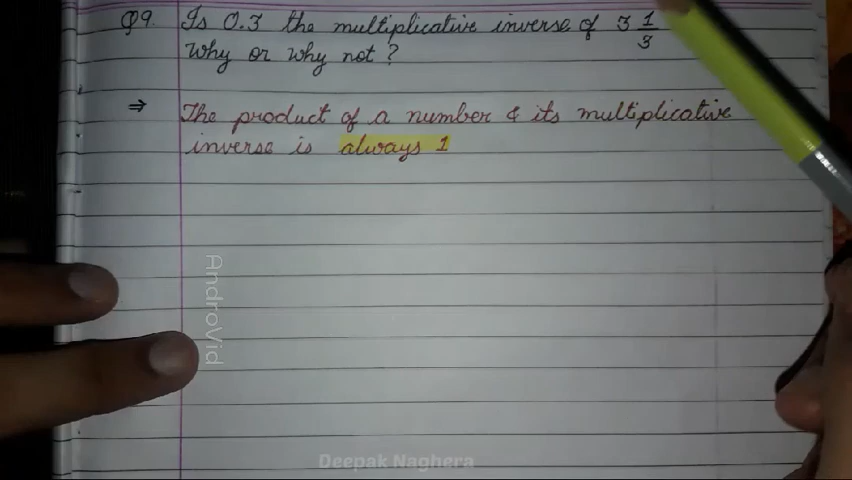 Q9. Is 0.3 the multiplicative inverse of 3 1/3
Why or why not ?
⇒ The product of a number & its multiplicative
inverse is always 1
AndroVid
Deepak Naghera